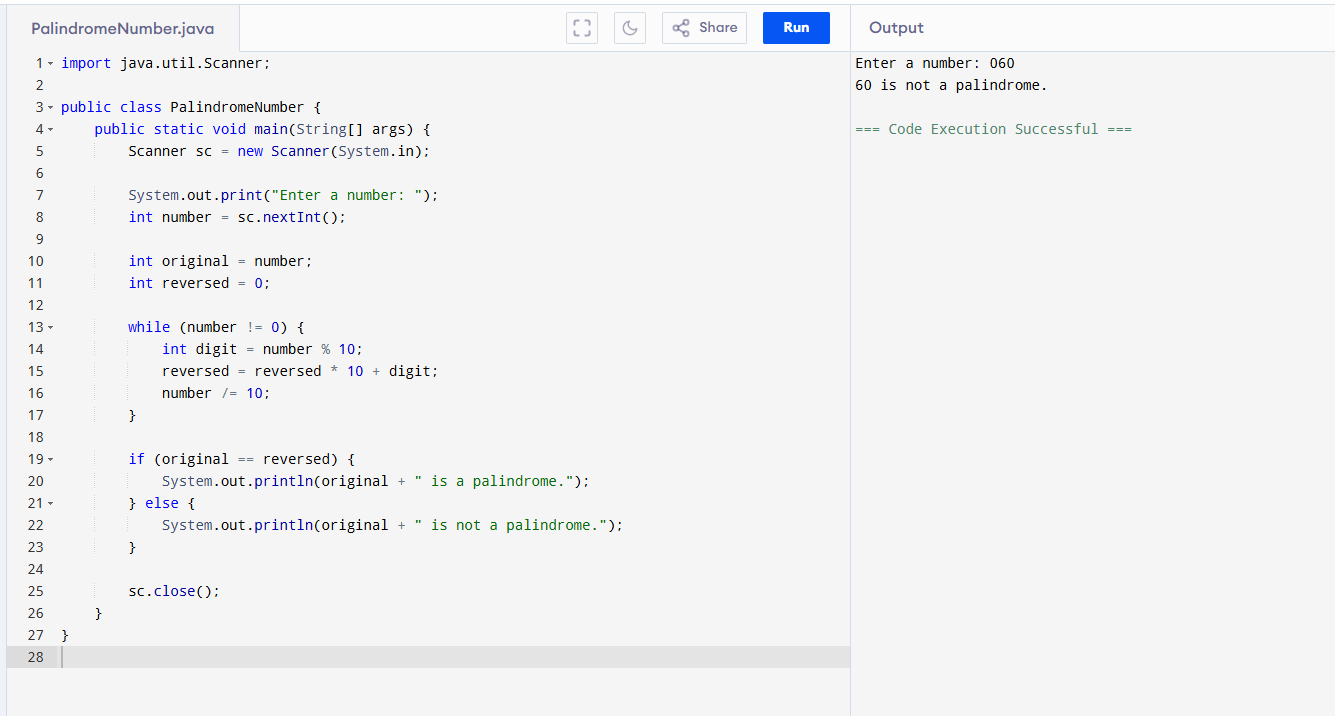 PalindromeNumber.java
Share
Run
Output
1 import java.util.Scanner;
2
3 public class PalindromeNumber {
4     public static void main(String[] args) {
5         Scanner sc = new Scanner(System.in);
6
7         System.out.print("Enter a number: ");
8         int number = sc.nextInt();
9
10         int original = number;
11         int reversed = 0;
12
13         while (number != 0) {
14             int digit = number % 10;
15             reversed = reversed * 10 + digit;
16             number /= 10;
17         }
18
19         if (original == reversed) {
20             System.out.println(original + " is a palindrome.");
21         } else {
22             System.out.println(original + " is not a palindrome.");
23         }
24
25         sc.close();
26     }
27 }
28
Enter a number: 060
60 is not a palindrome.
=== Code Execution Successful ===